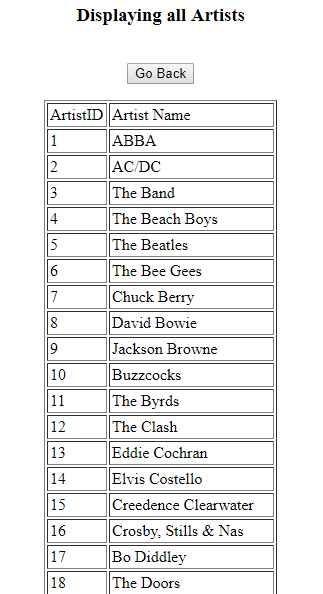 Displaying all Artists
Go Back
ArtistID Artist Name
1 ABBA
2 AC/DC
3 The Band
4 The Beach Boys
5 The Beatles
6 The Bee Gees
7 Chuck Berry
8 David Bowie
9 Jackson Browne
10 Buzzcocks
11 The Byrds
12 The Clash
13 Eddie Cochran
14 Elvis Costello
15 Creedence Clearwater
16 Crosby, Stills & Nas
17 Bo Diddley
18 The Doors